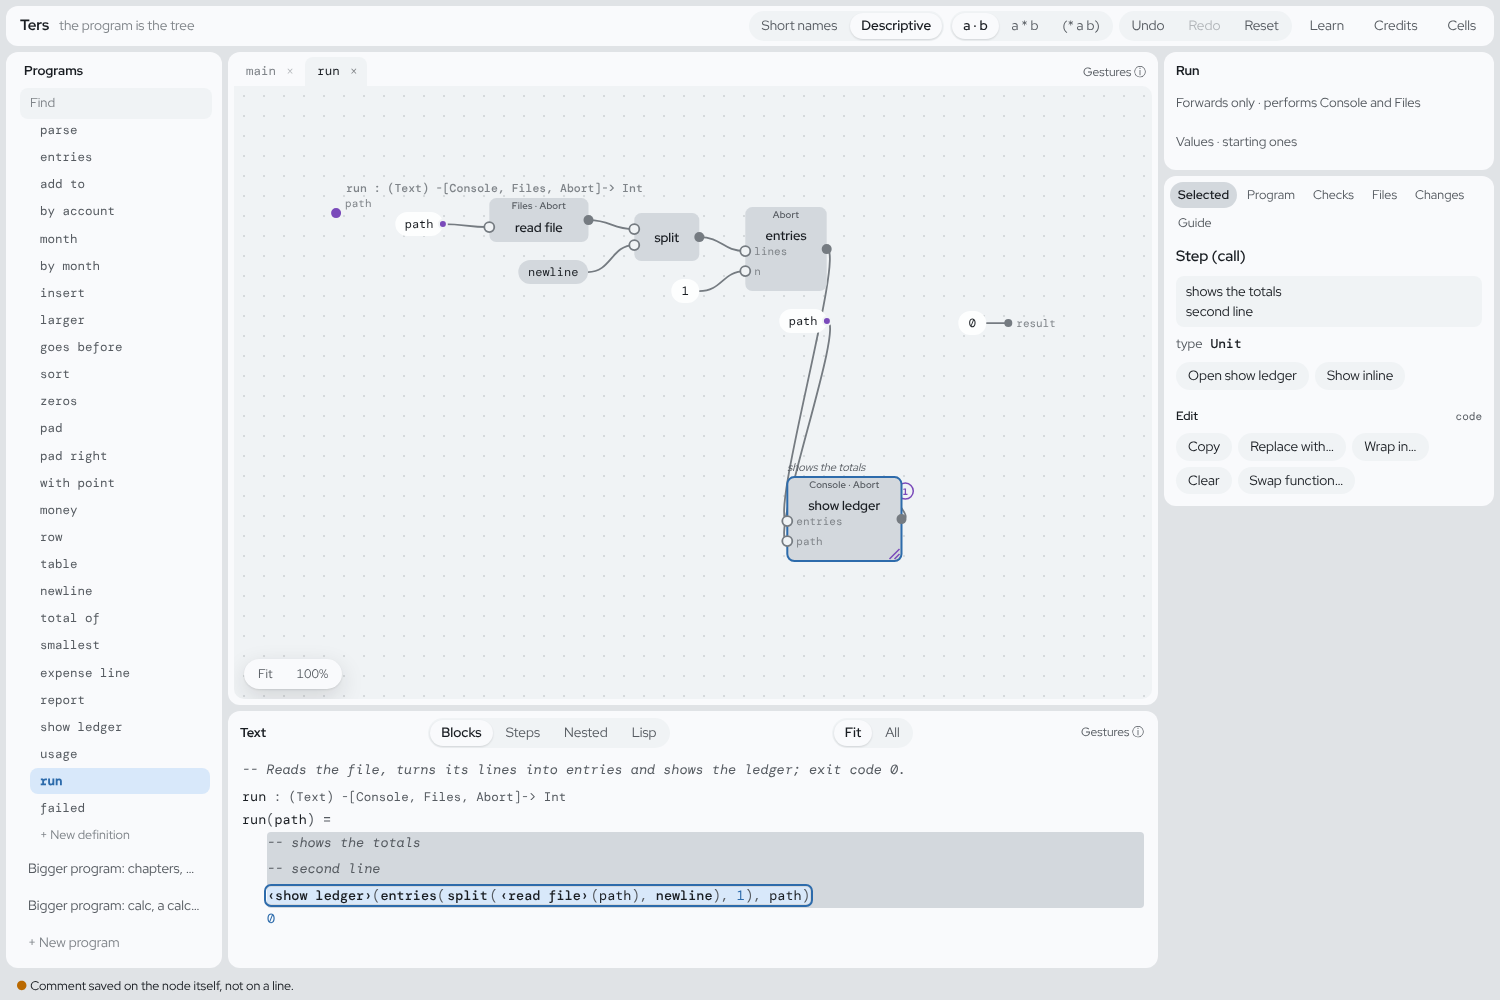 Ters the program is the tree
Short names Descriptive a · b a * b (* a b) Undo Redo Reset Learn Credits Cells
Programs
Find
parse
entries
add to
by account
month
by month
insert
larger
goes before
sort
zeros
pad
pad right
with point
money
row
table
newline
total of
smallest
expense line
report
show ledger
usage
run
failed
+ New definition
Bigger program: chapters, ...
Bigger program: calc, a calc...
+ New program
main × run ×
Gestures ⓘ
run : (Text) -[Console, Files, Abort]-> Int
path
path
Files · Abort
read file
newline
split
1
Abort
entries
lines
n
path
0 result
shows the totals
Console · Abort
show ledger
entries
path
1
Fit 100%
Text
Blocks Steps Nested Lisp
Fit All
Gestures ⓘ
-- Reads the file, turns its lines into entries and shows the ledger; exit code 0.
run : (Text) -[Console, Files, Abort]-> Int
run(path) =
-- shows the totals
-- second line
‹show ledger›(entries(split(‹read file›(path), newline), 1), path)
0
Run
Forwards only · performs Console and Files
Values · starting ones
Selected Program Checks Files Changes
Guide
Step (call)
shows the totals
second line
type Unit
Open show ledger Show inline
Edit code
Copy Replace with... Wrap in...
Clear Swap function...
Comment saved on the node itself, not on a line.